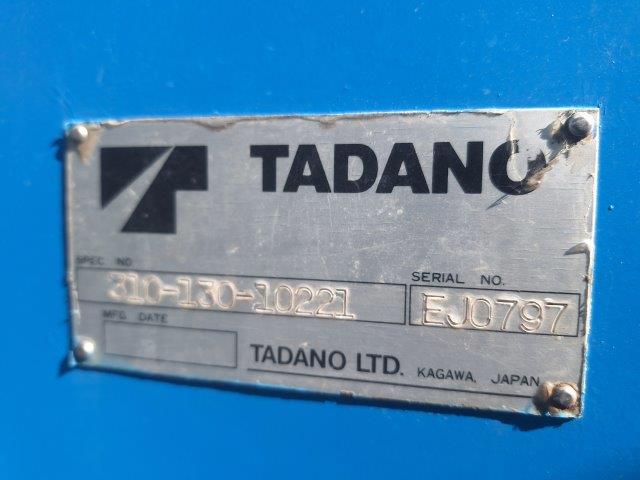 TADANO
SPEC. NO.
310-130-10221
SERIAL NO.
EJ0797
MFG. DATE
TADANO LTD. KAGAWA, JAPAN